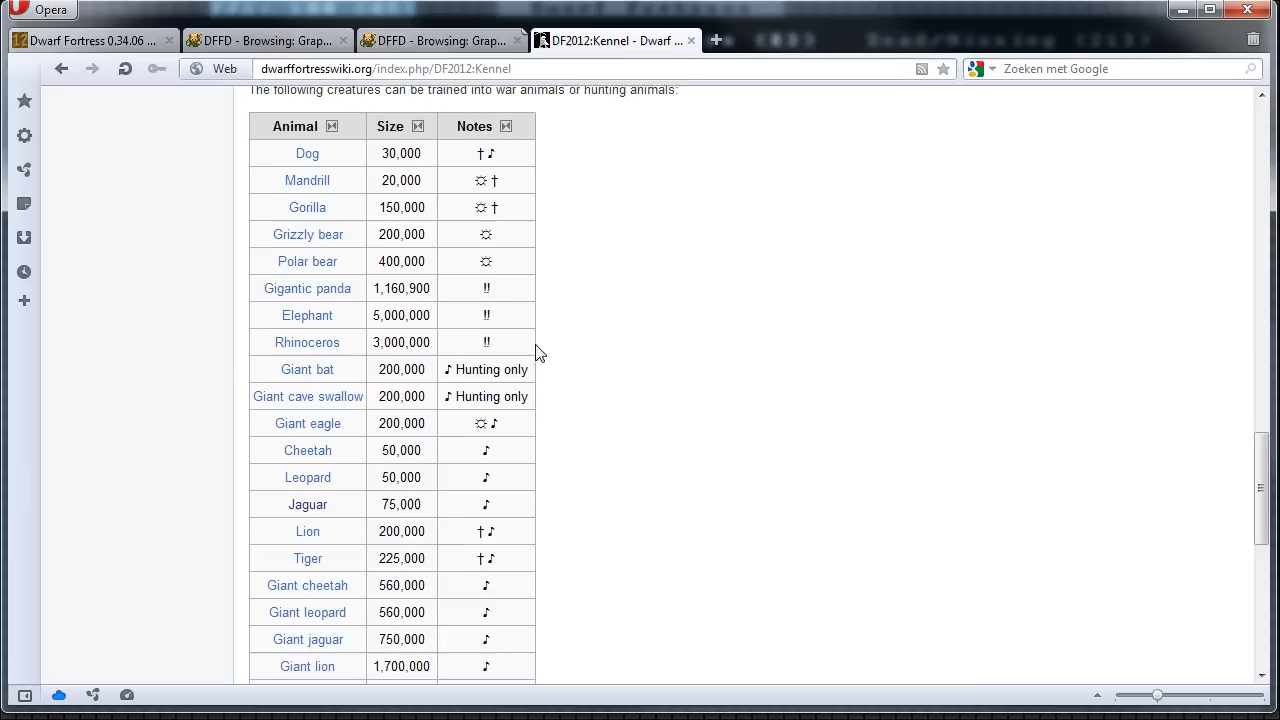 Opera
Dwarf Fortress 0.34.06 ...
DFFD - Browsing: Grap...
DFFD - Browsing: Grap...
DF2012:Kennel - Dwarf ...
Web
dwarffortresswiki.org/index.php/DF2012:Kennel
Zoeken met Google
The following creatures can be trained into war animals or hunting animals:
Animal Size Notes
Dog 30,000 † ♪
Mandrill 20,000 ☼ †
Gorilla 150,000 ☼ †
Grizzly bear 200,000 ☼
Polar bear 400,000 ☼
Gigantic panda 1,160,900 ‼
Elephant 5,000,000 ‼
Rhinoceros 3,000,000 ‼
Giant bat 200,000 ♪ Hunting only
Giant cave swallow 200,000 ♪ Hunting only
Giant eagle 200,000 ☼ ♪
Cheetah 50,000 ♪
Leopard 50,000 ♪
Jaguar 75,000 ♪
Lion 200,000 † ♪
Tiger 225,000 † ♪
Giant cheetah 560,000 ♪
Giant leopard 560,000 ♪
Giant jaguar 750,000 ♪
Giant lion 1,700,000 ♪